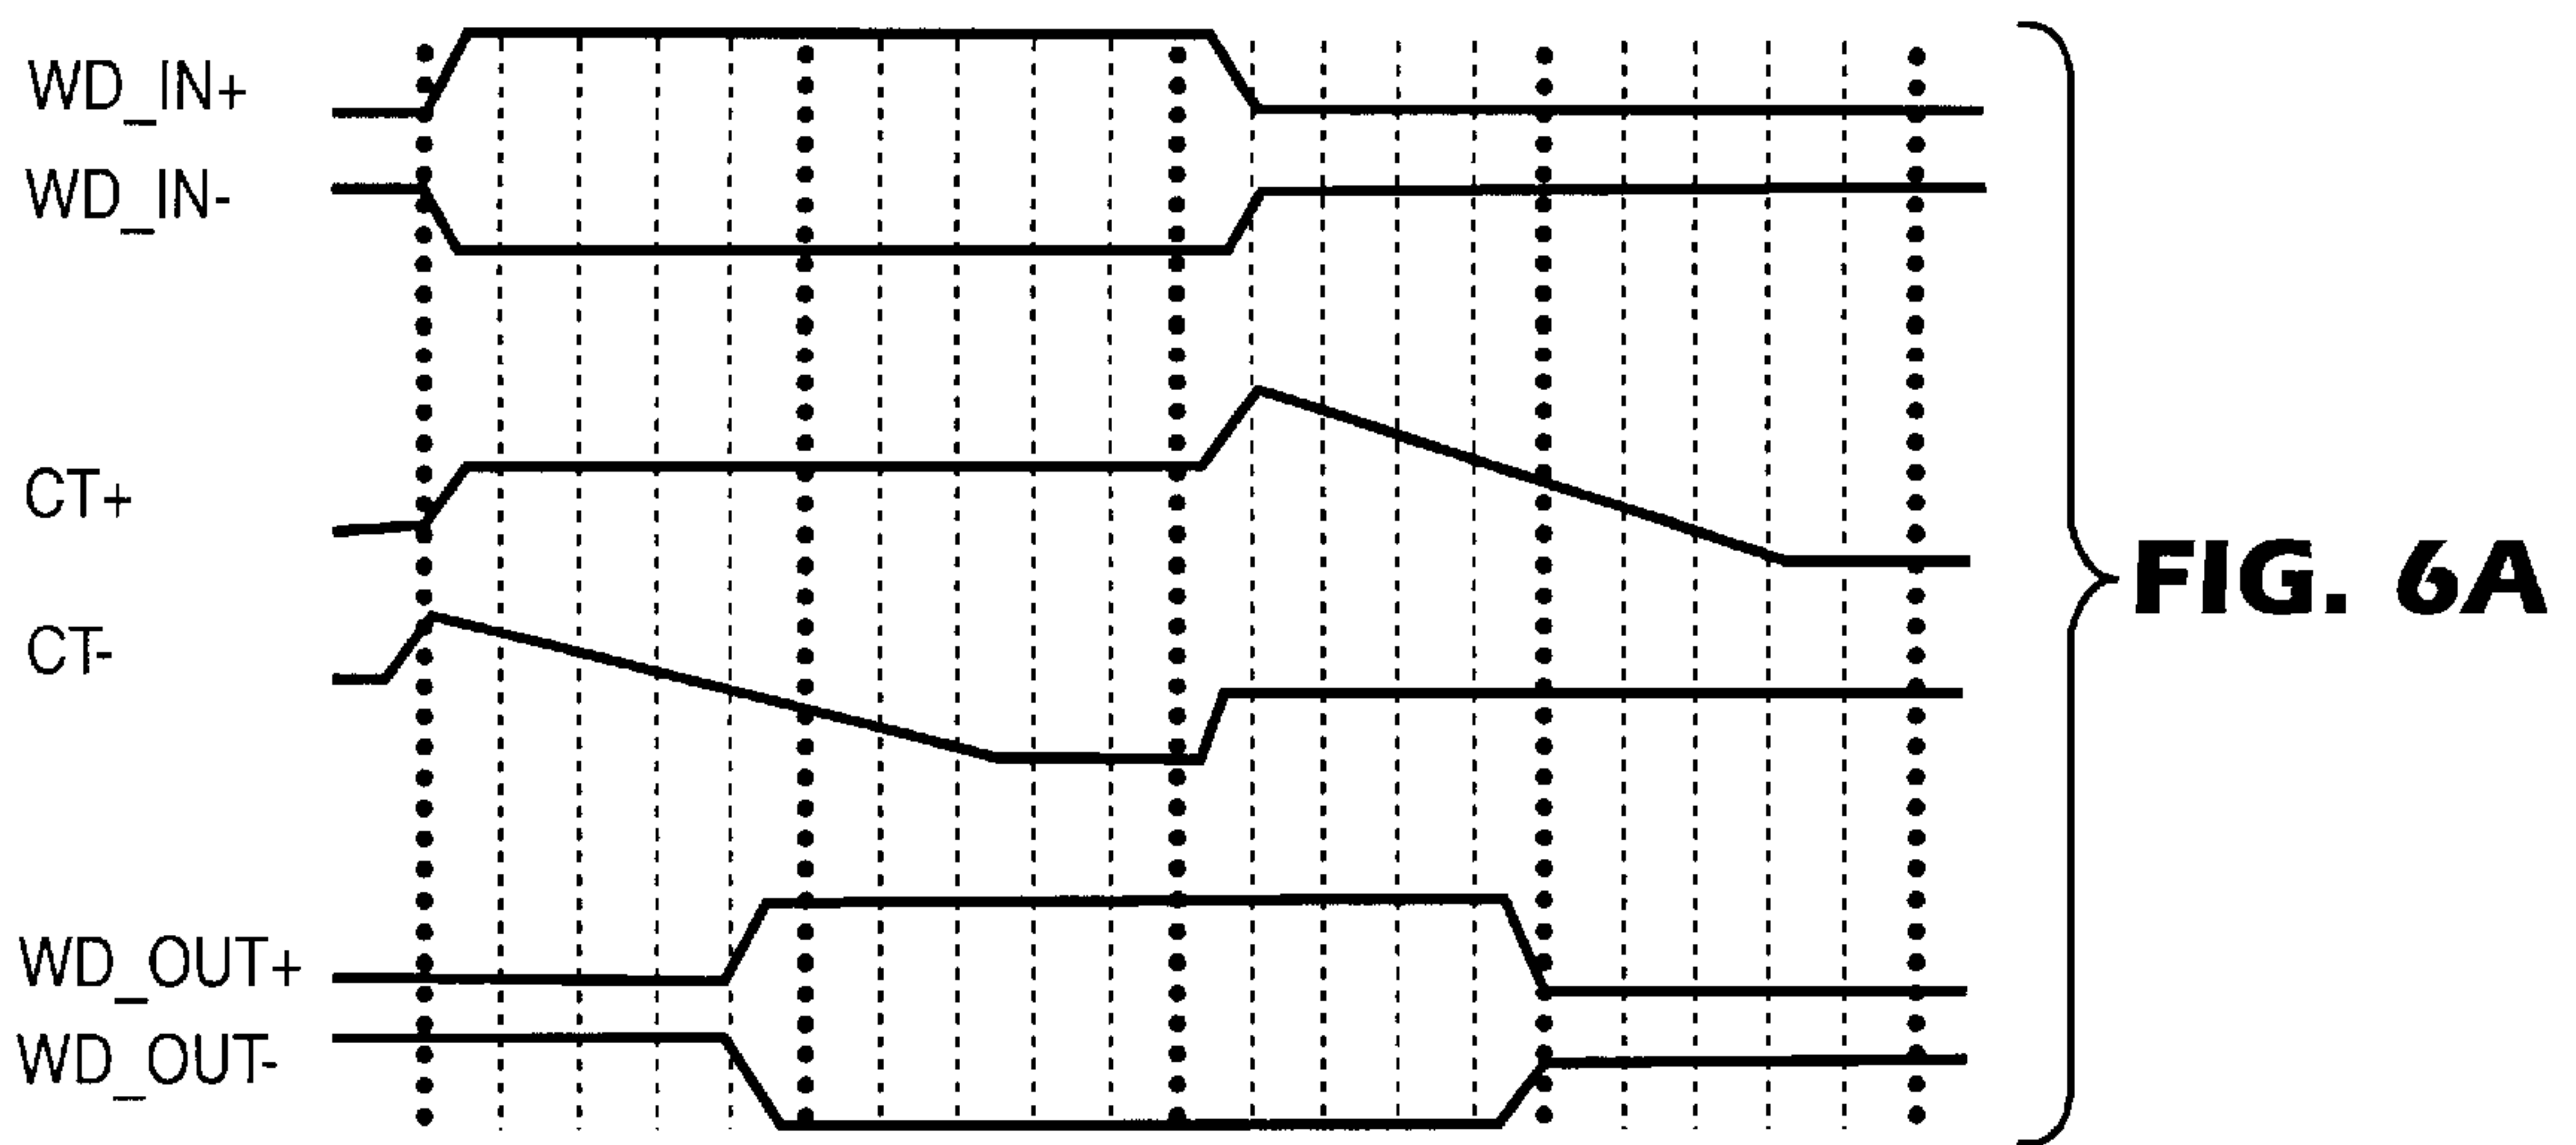 WD_IN+
WD_IN-
CT+
CT-
WD_OUT+
WD_OUT-
FIG. 6A